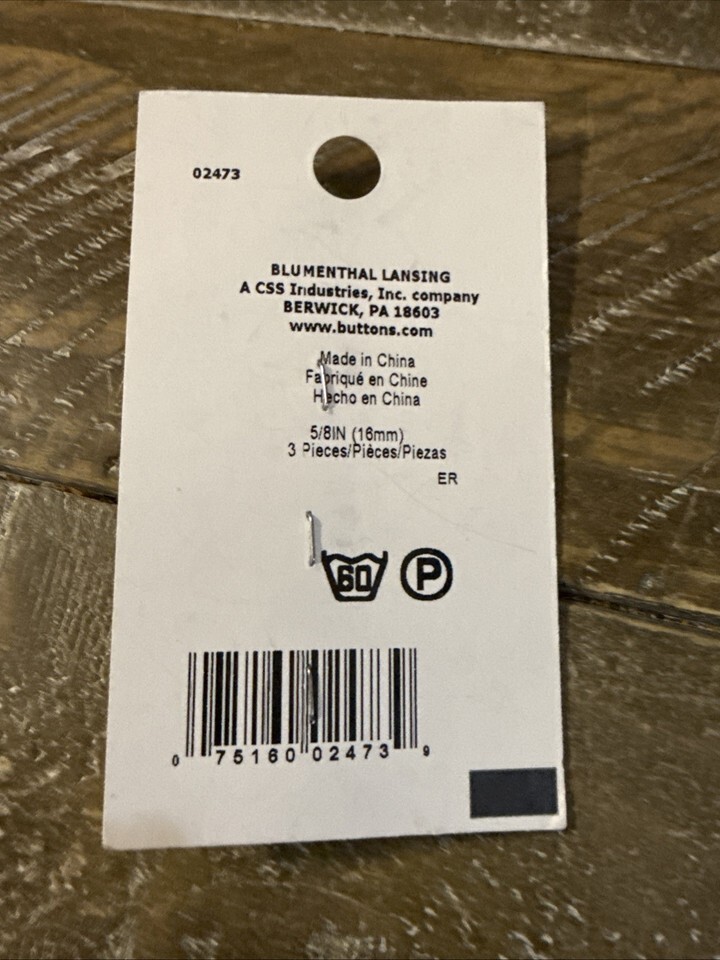 02473
BLUMENTHAL LANSING
A CSS Industries, Inc. company
BERWICK, PA 18603
www.buttons.com
Made in China
Fabriqué en Chine
Hecho en China
5/8IN (16mm)
3 Pieces/Pièces/Piezas
ER
60 P
0 75160 02473 9